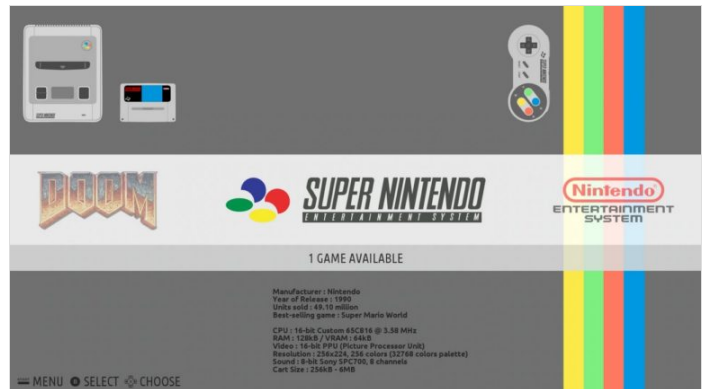 DOOM
SUPER NINTENDO
ENTERTAINMENT SYSTEM
Nintendo
ENTERTAINMENT
SYSTEM
1 GAME AVAILABLE
Manufacturer : Nintendo
Year of Release : 1990
Units sold : 49.10 million
Best-selling game : Super Mario World
CPU : 16-bit Custom 65C816 @ 3.58 MHz
RAM : 128kB / VRAM : 64kB
Video : 16-bit PPU (Picture Processor Unit)
Resolution : 256x224, 256 colors (32768 colors palette)
Sound : 8-bit Sony SPC700, 8 channels
Cart Size : 256kB - 6MB
MENU SELECT CHOOSE